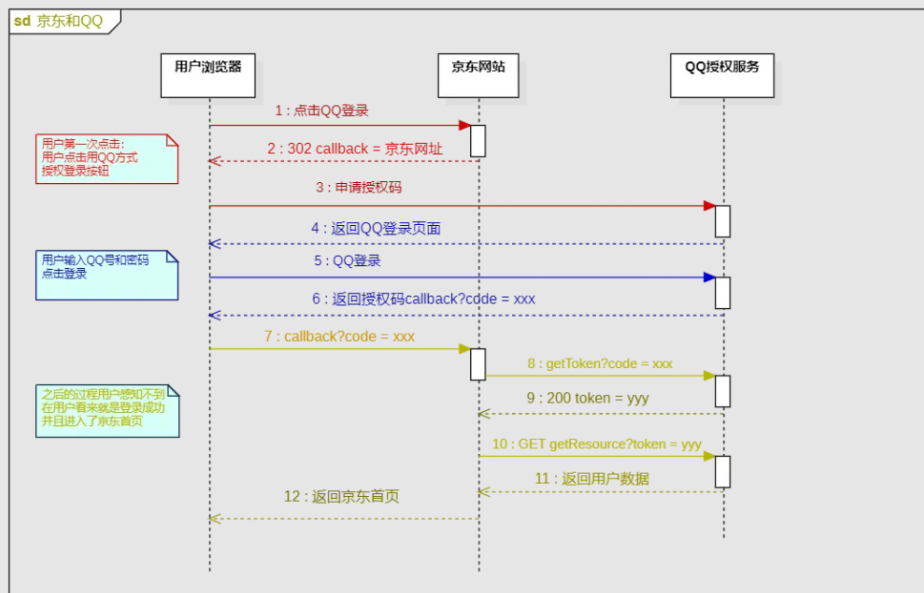 sd 京东和QQ
用户浏览器
京东网站
QQ授权服务
1 : 点击QQ登录
用户第一次点击:
用户点击用QQ方式
授权登录按钮
2 : 302 callback = 京东网址
3 : 申请授权码
4 : 返回QQ登录页面
用户输入QQ号和密码
点击登录
5 : QQ登录
6 : 返回授权码callback?code = xxx
7 : callback?code = xxx
8 : getToken?code = xxx
之后的过程用户感知不到
在用户看来就是登录成功
并且进入了京东首页
9 : 200 token = yyy
10 : GET getResource?token = yyy
11 : 返回用户数据
12 : 返回京东首页